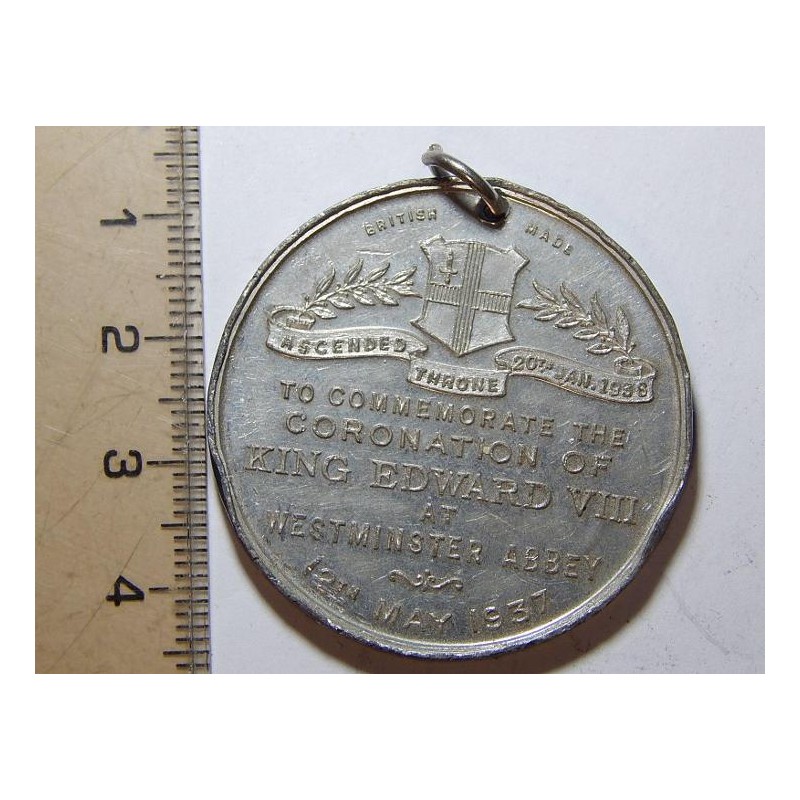 1
2
3
4
BRITISH MADE
ASCENDED THRONE 20TH JAN. 1936
TO COMMEMORATE THE
CORONATION OF
KING EDWARD VIII
AT
WESTMINSTER ABBEY
12TH MAY 1937